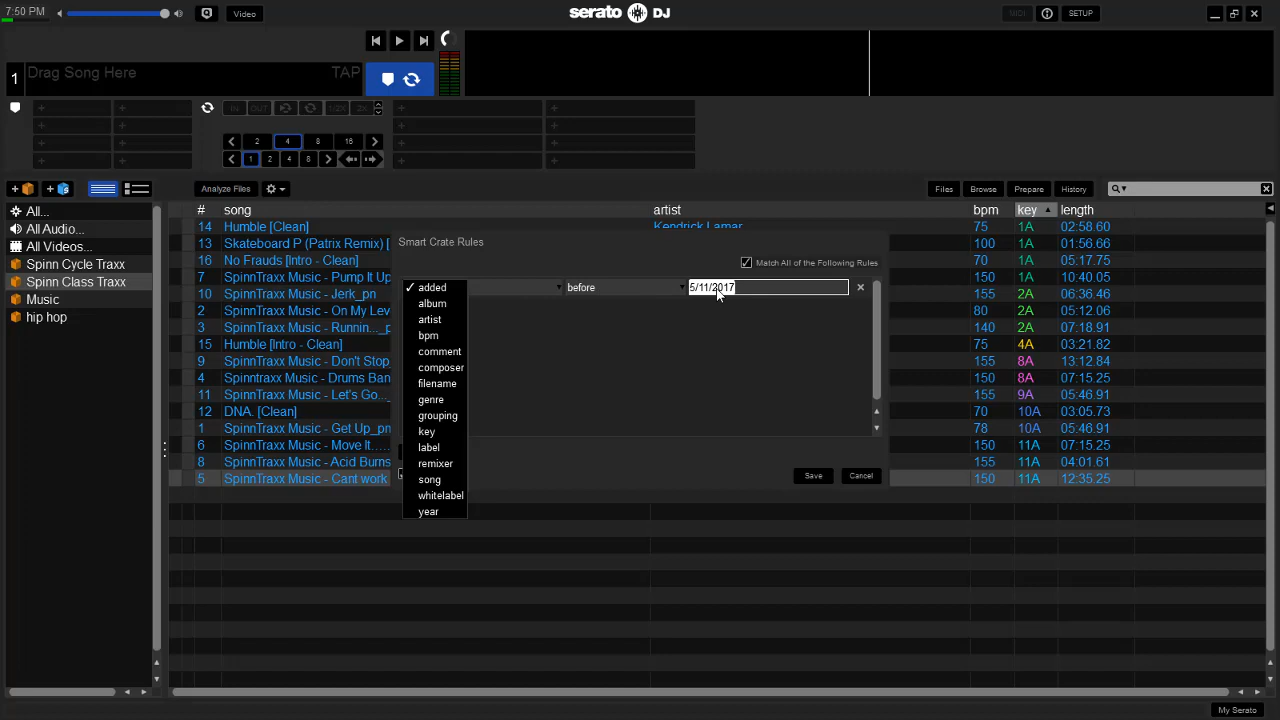 7:50 PM
Video
serato DJ
MIDI
SETUP
1
Drag Song Here
TAP
IN
OUT
1/2X
2X
2
4
8
16
1
2
4
8
Analyze Files
Files
Browse
Prepare
History
All...
All Audio...
All Videos...
Spinn Cycle Traxx
Spinn Class Traxx
Music
hip hop
# song artist bpm key length
14 Humble [Clean] Kendrick Lamar 75 1A 02:58.60
13 Skateboard P (Patrix Remix) [ 100 1A 01:56.66
16 No Frauds [Intro - Clean] 70 1A 05:17.75
7 SpinnTraxx Music - Pump It Up 150 1A 10:40.05
10 SpinnTraxx Music - Jerk_pn 155 2A 06:36.46
2 SpinnTraxx Music - On My Lev 80 2A 05:12.06
3 SpinnTraxx Music - Runnin..._p 140 2A 07:18.91
15 Humble [Intro - Clean] 75 4A 03:21.82
9 SpinnTraxx Music - Don't Stop 155 8A 13:12.84
4 Spinntraxx Music - Drums Ban 150 8A 07:15.25
11 SpinnTraxx Music - Let's Go... 155 9A 05:46.91
12 DNA. [Clean] 70 10A 03:05.73
1 SpinnTraxx Music - Get Up_pn 78 10A 05:46.91
6 SpinnTraxx Music - Move It..... 150 11A 07:15.25
8 SpinnTraxx Music - Acid Burns 155 11A 04:01.61
5 SpinnTraxx Music - Cant work 150 11A 12:35.25
Smart Crate Rules
Match All of the Following Rules
added
before
5/11/2017
album
artist
bpm
comment
composer
filename
genre
grouping
key
label
remixer
song
whitelabel
year
Save
Cancel
My Serato